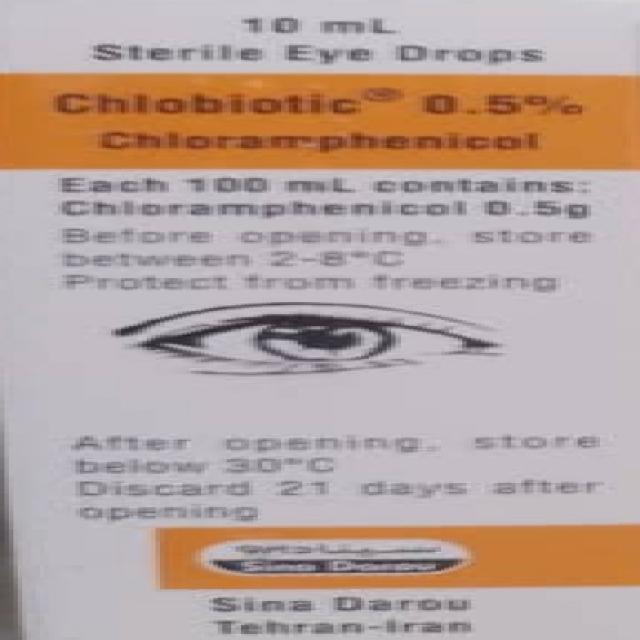 10 mL
Sterile Eye Drops
Chlobiotic® 0.5%
Chloramphenicol
Each 100 mL contains:
Chloramphenicol 0.5g
Before opening, store
between 2-8°C
Protect from freezing
After opening, store
below 30°C
Discard 21 days after
opening
سینا دارو
Sina Darou
Sina Darou
Tehran-Iran